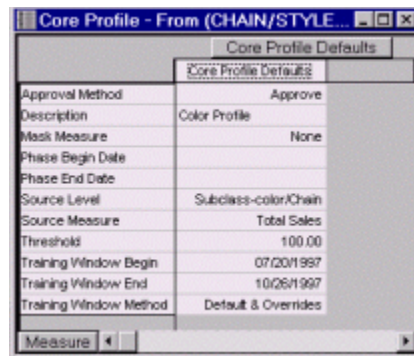 Core Profile - From (CHAIN/STYLE...
Core Profile Defaults
Core Profile Defaults
Approval Method Approve
Description Color Profile
Mask Measure None
Phase Begin Date
Phase End Date
Source Level Subclass-color/Chain
Source Measure Total Sales
Threshold 100.00
Training Window Begin 07/20/1997
Training Window End 10/26/1997
Training Window Method Default & Overrides
Measure